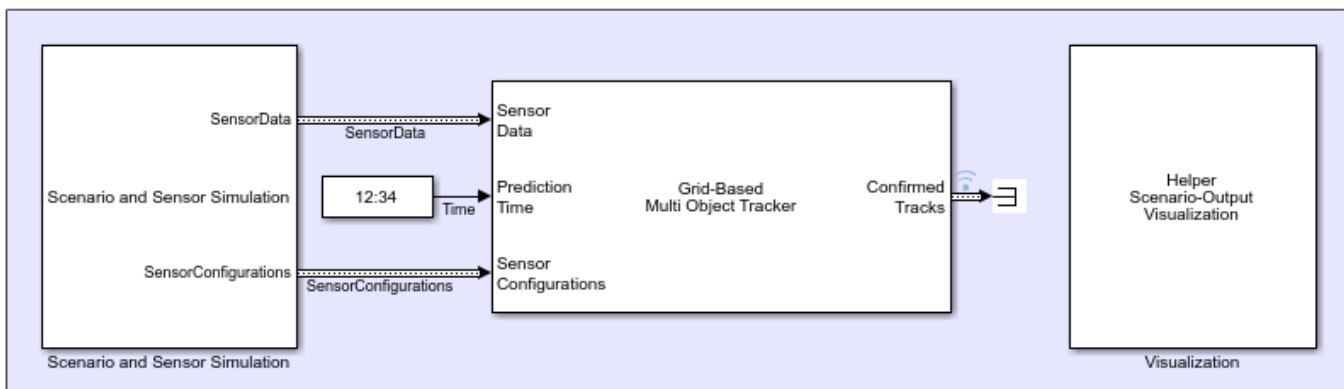 SensorData
Scenario and Sensor Simulation
SensorConfigurations
Scenario and Sensor Simulation
SensorData
12:34
Time
SensorConfigurations
Sensor
Data
Prediction
Time
Sensor
Configurations
Grid-Based
Multi Object Tracker
Confirmed
Tracks
Helper
Scenario-Output
Visualization
Visualization